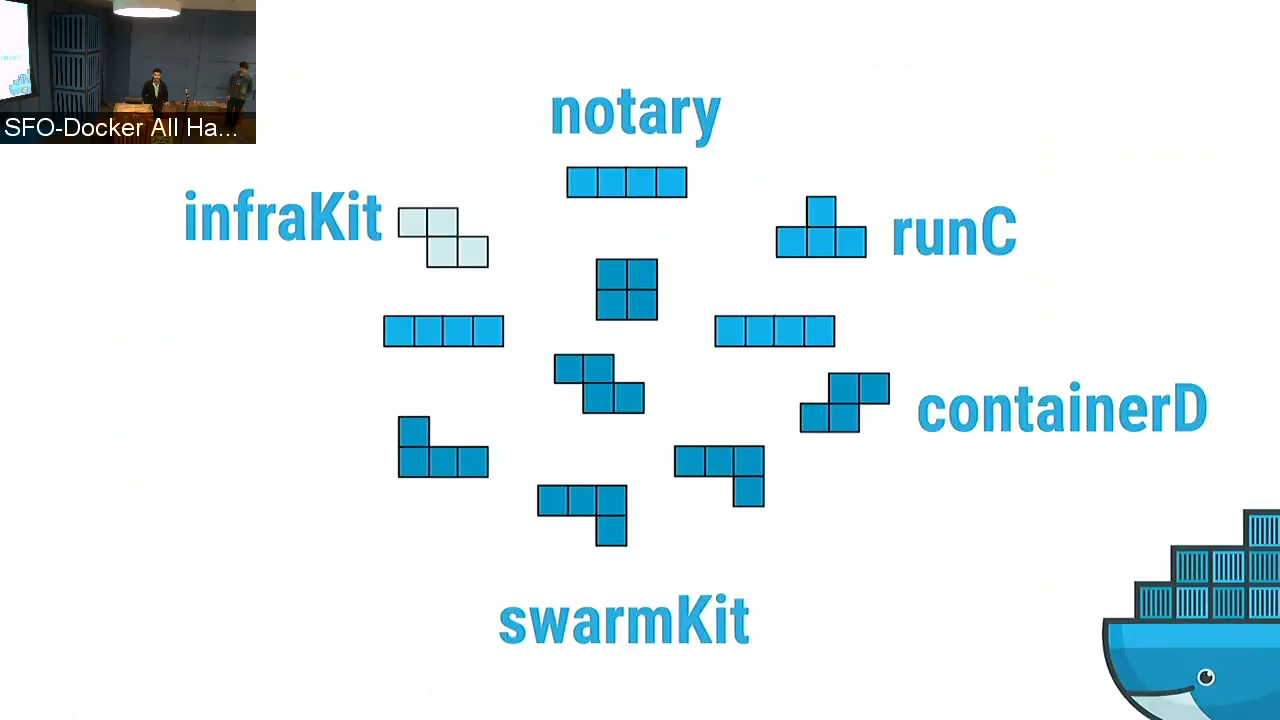 SFO-Docker All Ha...
notary
infraKit
runC
containerD
swarmKit